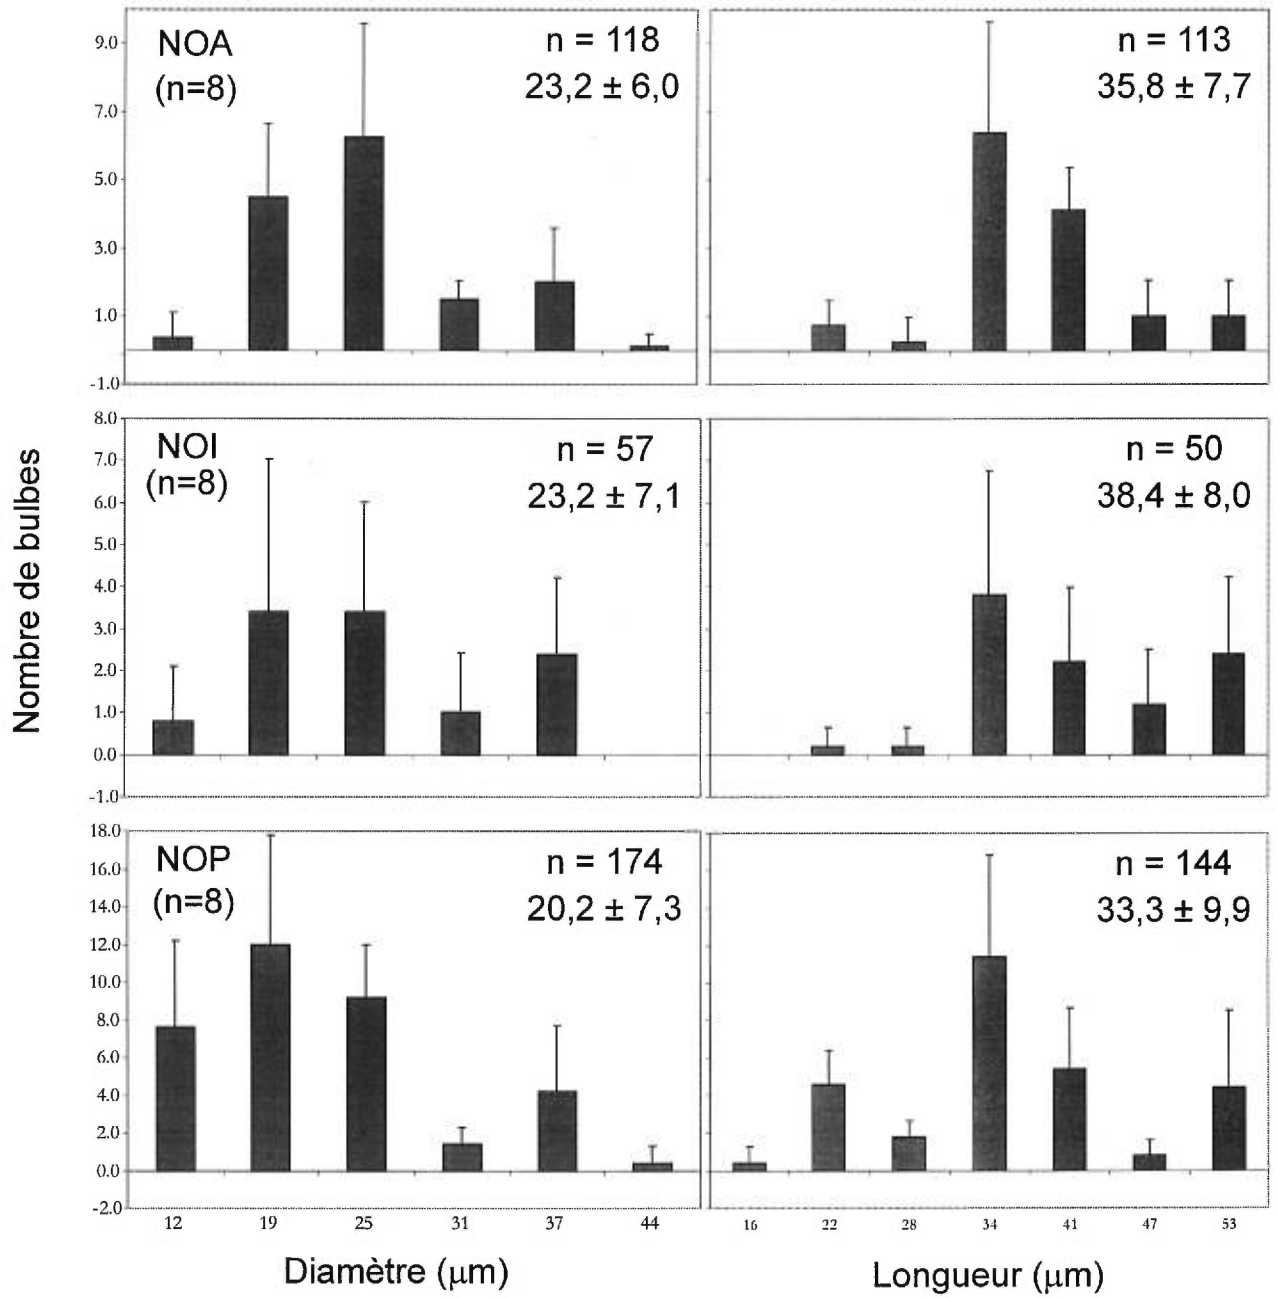 Nombre de bulbes
NOA
(n=8)
n = 118
23,2 ± 6,0
9.0
7.0
5.0
3.0
1.0
-1.0
n = 113
35,8 ± 7,7
NOI
(n=8)
n = 57
23,2 ± 7,1
8.0
7.0
6.0
5.0
4.0
3.0
2.0
1.0
0.0
-1.0
n = 50
38,4 ± 8,0
NOP
(n=8)
n = 174
20,2 ± 7,3
18.0
16.0
14.0
12.0
10.0
8.0
6.0
4.0
2.0
0.0
-2.0
12 19 25 31 37 44
Diamètre (μm)
n = 144
33,3 ± 9,9
16 22 28 34 41 47 53
Longueur (μm)